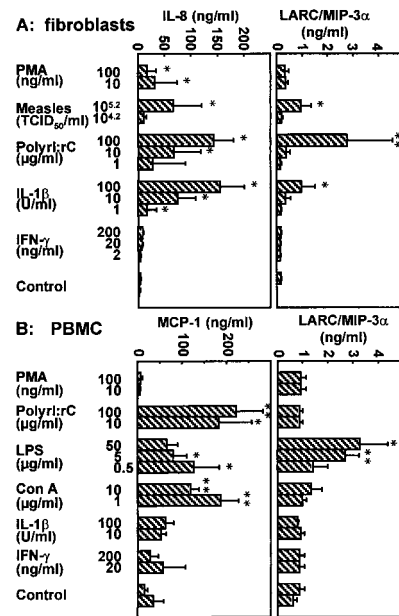 A: fibroblasts
IL-8 (ng/ml)
0
50
100
150
200
LARC/MIP-3α (ng/ml)
0
1
2
3
4
PMA
(ng/ml)
100
10
*
*
Measles
(TCID50/ml)
10^5.2
10^4.2
*
*
PolyrI:rC
(µg/ml)
100
10
1
*
*
**
IL-1β
(U/ml)
100
10
1
*
*
*
*
IFN-γ
(ng/ml)
200
20
2
Control
B: PBMC
MCP-1 (ng/ml)
0
100
200
LARC/MIP-3α (ng/ml)
0
1
2
3
4
PMA
(ng/ml)
100
10
PolyrI:rC
(µg/ml)
100
10
**
*
LPS
(µg/ml)
50
5
0.5
*
*
*
**
Con A
(µg/ml)
10
1
**
**
IL-1β
(U/ml)
100
10
IFN-γ
(ng/ml)
200
20
Control